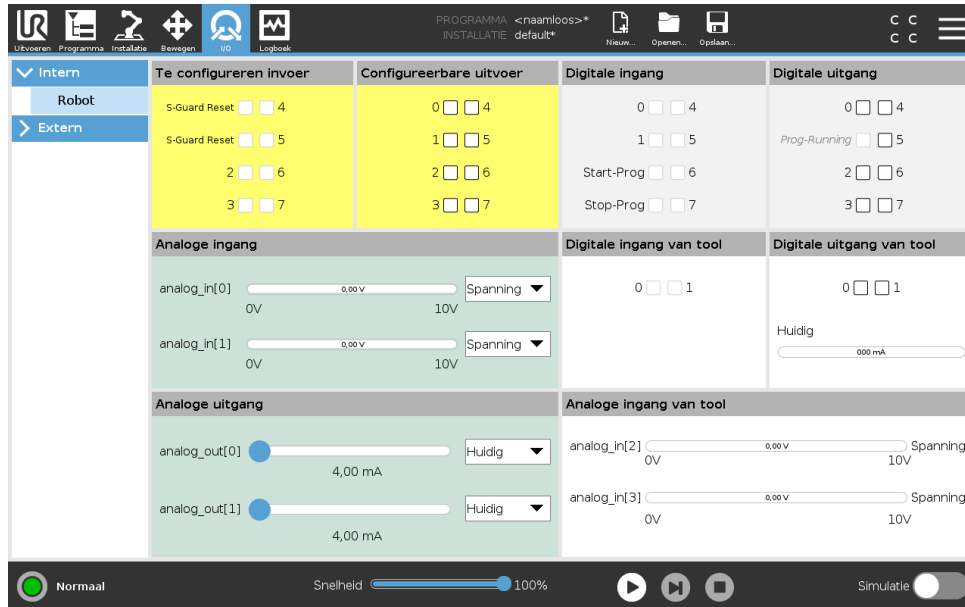 PROGRAMMA <naamloos>*
INSTALLATIE default*
UR
Uitvoeren Programma Installatie Bewegen I/O Logboek Nieuw... Openen... Opslaan...
C C
C C
Intern
Robot
Extern
Te configureren invoer Configureerbare uitvoer Digitale ingang Digitale uitgang
S-Guard Reset 4 0 4 0 4 0 4
S-Guard Reset 5 1 5 1 5 Prog-Running 5
2 6 2 6 Start-Prog 6 2 6
3 7 3 7 Stop-Prog 7 3 7
Analoge ingang Digitale ingang van tool Digitale uitgang van tool
analog_in[0] 0,00 V Spanning 0 1 0 1
0V 10V
Huidig
analog_in[1] 0,00 V Spanning 000 mA
0V 10V
Analoge uitgang Analoge ingang van tool
analog_out[0] Huidig analog_in[2] 0,00 V Spanning
4,00 mA 0V 10V
analog_out[1] Huidig analog_in[3] 0,00 V Spanning
4,00 mA 0V 10V
Normaal Snelheid 100% Simulatie